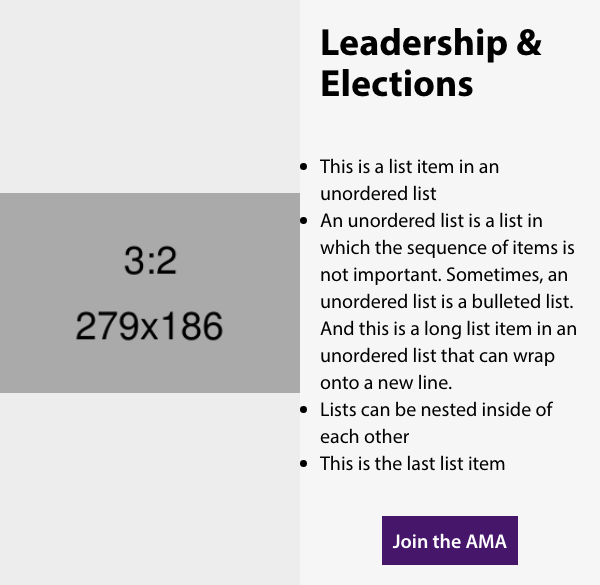 Leadership &
Elections
3:2
279x186
• This is a list item in an
unordered list
• An unordered list is a list in
which the sequence of items is
not important. Sometimes, an
unordered list is a bulleted list.
And this is a long list item in an
unordered list that can wrap
onto a new line.
• Lists can be nested inside of
each other
• This is the last list item
Join the AMA